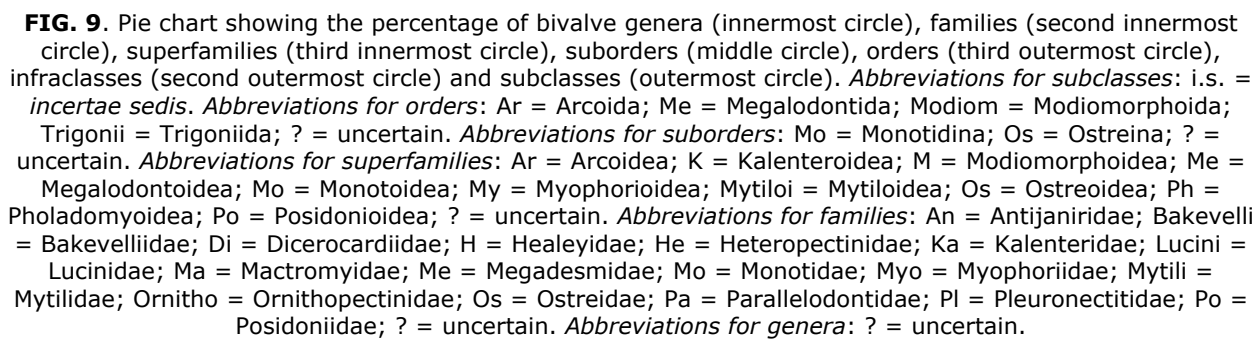 FIG. 9. Pie chart showing the percentage of bivalve genera (innermost circle), families (second innermost
circle), superfamilies (third innermost circle), suborders (middle circle), orders (third outermost circle),
infraclasses (second outermost circle) and subclasses (outermost circle). Abbreviations for subclasses: i.s. =
incertae sedis. Abbreviations for orders: Ar = Arcoida; Me = Megalodontida; Modiom = Modiomorphoida;
Trigonii = Trigoniida; ? = uncertain. Abbreviations for suborders: Mo = Monotidina; Os = Ostreina; ? =
uncertain. Abbreviations for superfamilies: Ar = Arcoidea; K = Kalenteroidea; M = Modiomorphoidea; Me =
Megalodontoidea; Mo = Monotoidea; My = Myophorioidea; Mytiloi = Mytiloidea; Os = Ostreoidea; Ph =
Pholadomyoidea; Po = Posidonioidea; ? = uncertain. Abbreviations for families: An = Antijaniridae; Bakevelli
= Bakevelliidae; Di = Dicerocardiidae; H = Healeyidae; He = Heteropectinidae; Ka = Kalenteridae; Lucini =
Lucinidae; Ma = Mactromyidae; Me = Megadesmidae; Mo = Monotidae; Myo = Myophoriidae; Mytili =
Mytilidae; Ornitho = Ornithopectinidae; Os = Ostreidae; Pa = Parallelodontidae; Pl = Pleuronectitidae; Po =
Posidoniidae; ? = uncertain. Abbreviations for genera: ? = uncertain.